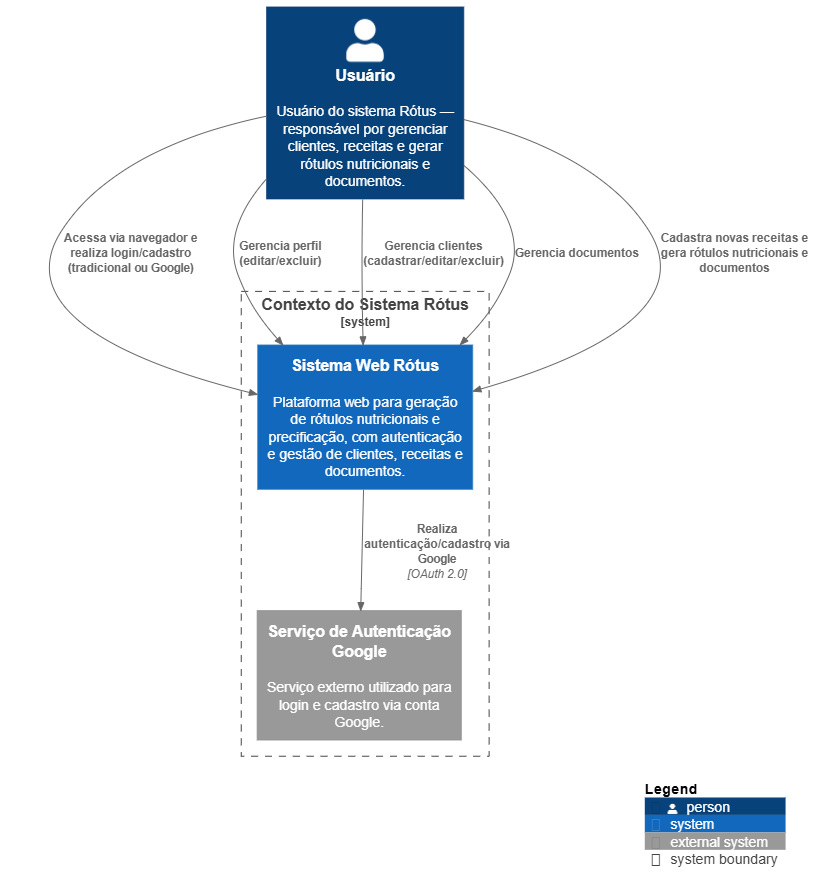 Usuário
Usuário do sistema Rótus —
responsável por gerenciar
clientes, receitas e gerar
rótulos nutricionais e
documentos.
Acessa via navegador e
realiza login/cadastro
(tradicional ou Google)
Gerencia perfil
(editar/excluir)
Gerencia clientes
(cadastrar/editar/excluir)
Gerencia documentos
Cadastra novas receitas e
gera rótulos nutricionais e
documentos
Contexto do Sistema Rótus
[system]
Sistema Web Rótus
Plataforma web para geração
de rótulos nutricionais e
precificação, com autenticação
e gestão de clientes, receitas e
documentos.
Realiza
autenticação/cadastro via
Google
[OAuth 2.0]
Serviço de Autenticação
Google
Serviço externo utilizado para
login e cadastro via conta
Google.
Legend
person
system
external system
system boundary